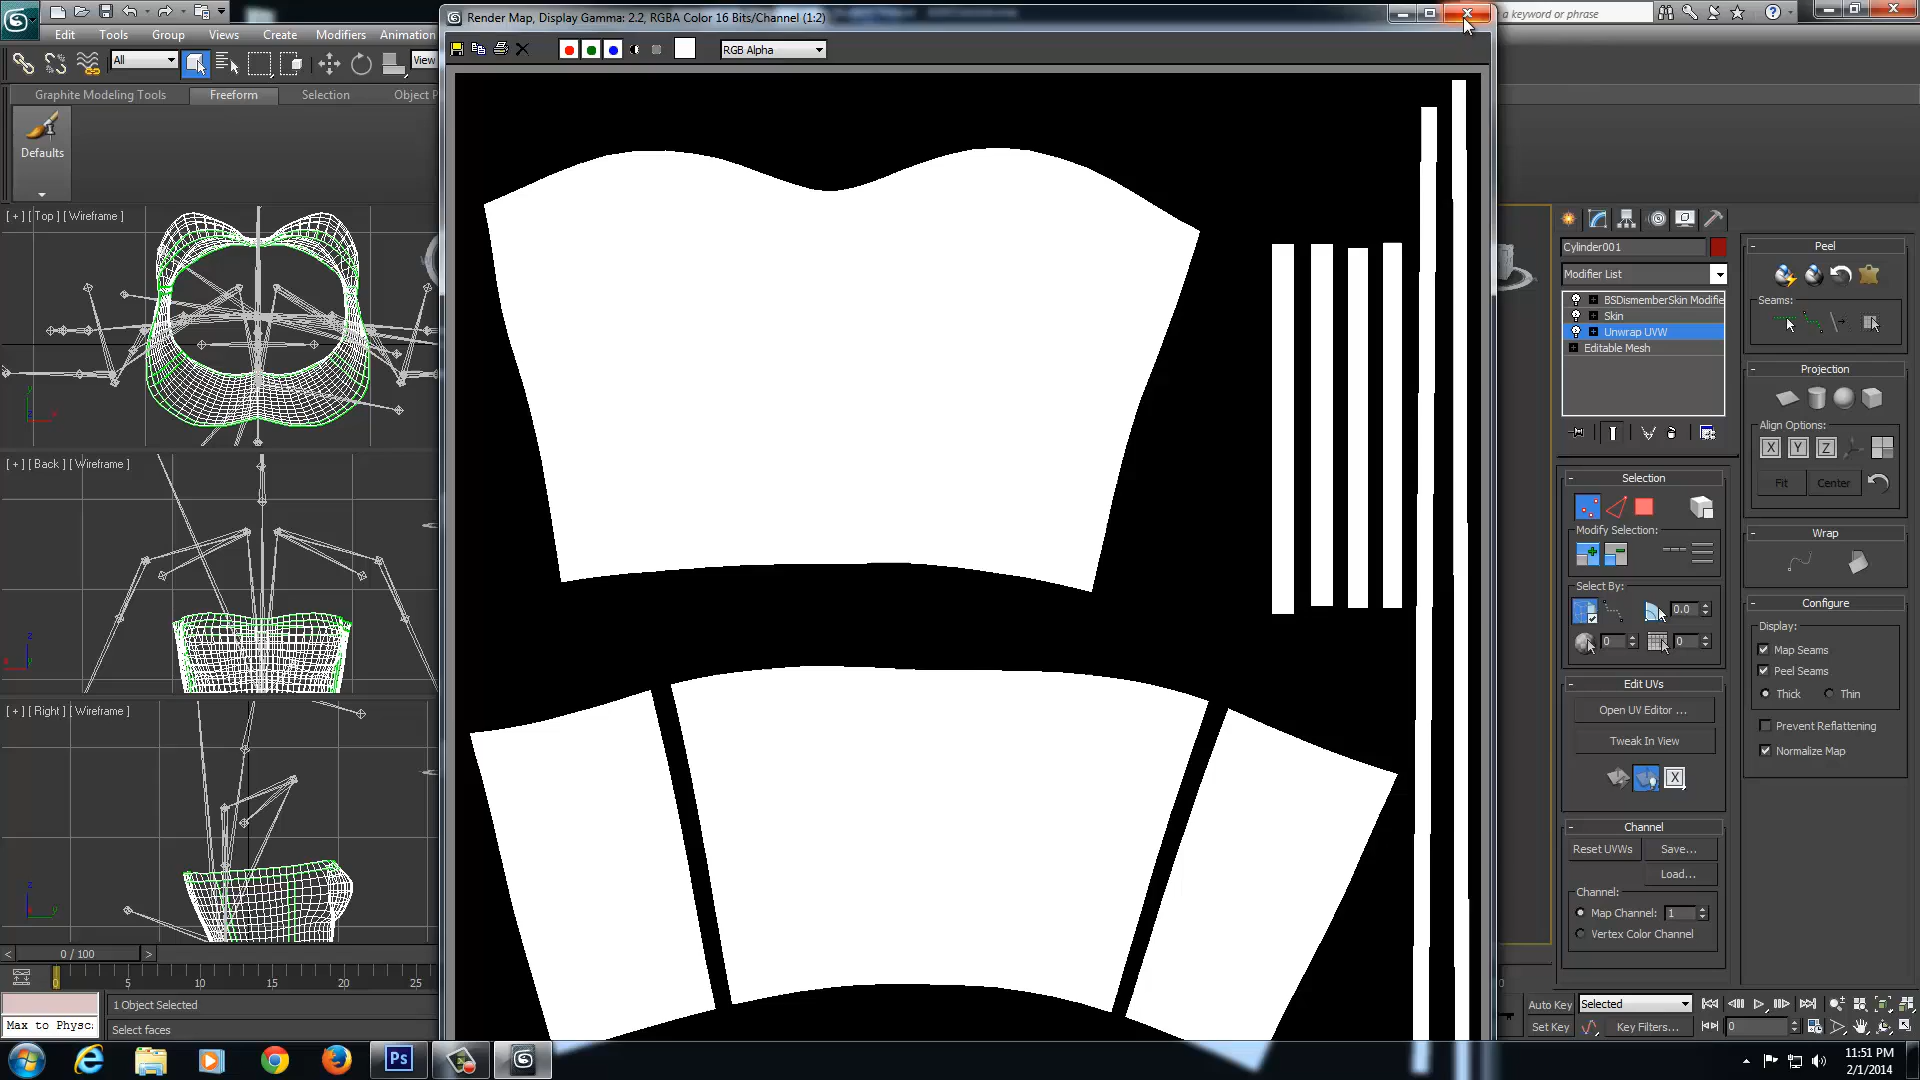 Render Map, Display Gamma: 2.2, RGBA Color 16 Bits/Channel (1:2)
a keyword or phrase
Edit Tools Group Views Create Modifiers Animation
All
View
RGB Alpha
Graphite Modeling Tools Freeform Selection Object P
Defaults
[ + ] [ Top ] [ Wireframe ]
[ + ] [ Back ] [ Wireframe ]
[ + ] [ Right ] [ Wireframe ]
Cylinder001
Modifier List
BSDismemberSkin Modifie
Skin
Unwrap UVW
Editable Mesh
Selection
Modify Selection:
Select By:
0.0
0
0
Edit UVs
Open UV Editor ...
Tweak In View
X
Channel
Reset UVWs Save...
Load...
Channel:
Map Channel: 1
Vertex Color Channel
Peel
Seams:
Projection
Align Options:
X Y Z
Fit Center
Wrap
Configure
Display:
Map Seams
Peel Seams
Thick Thin
Prevent Reflattening
Normalize Map
< 0 / 100 >
0 5 10 15 20 25
1 Object Selected
Max to Physc:
Select faces
Auto Key Selected
Set Key Key Filters... 0
Ps
11:51 PM
2/1/2014